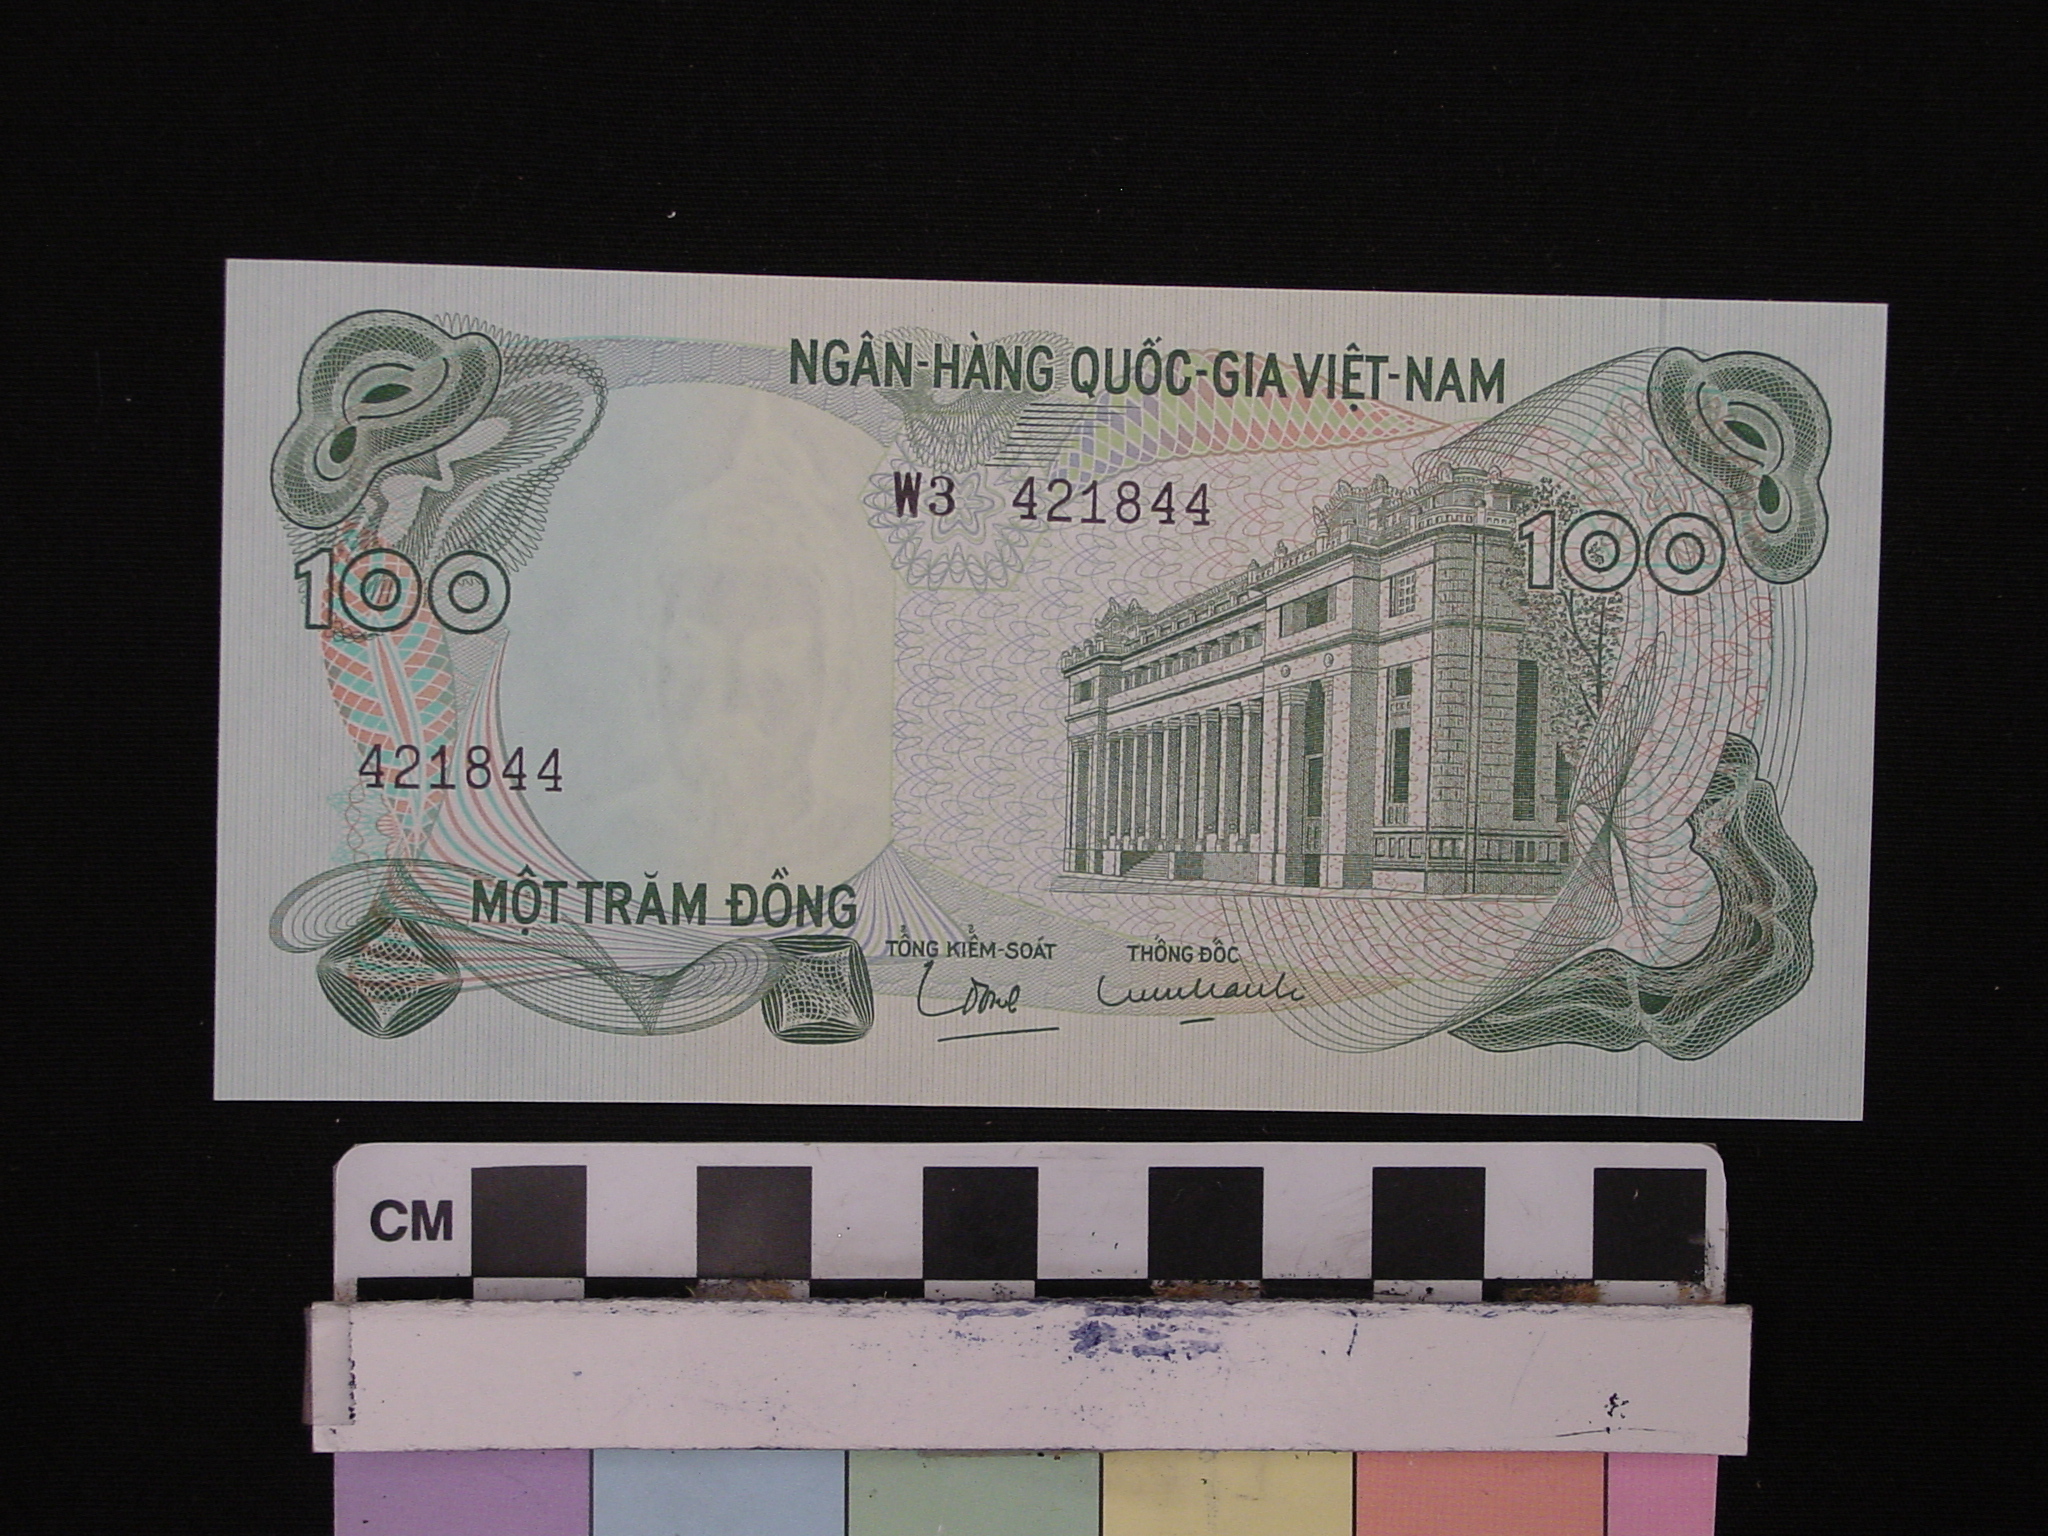 NGÂN-HÀNG QUỐC-GIA VIỆT-NAM
W3 421844
100
100
421844
MỘT TRĂM ĐỒNG
TỔNG KIỂM-SOÁT
THỐNG ĐỐC
CM